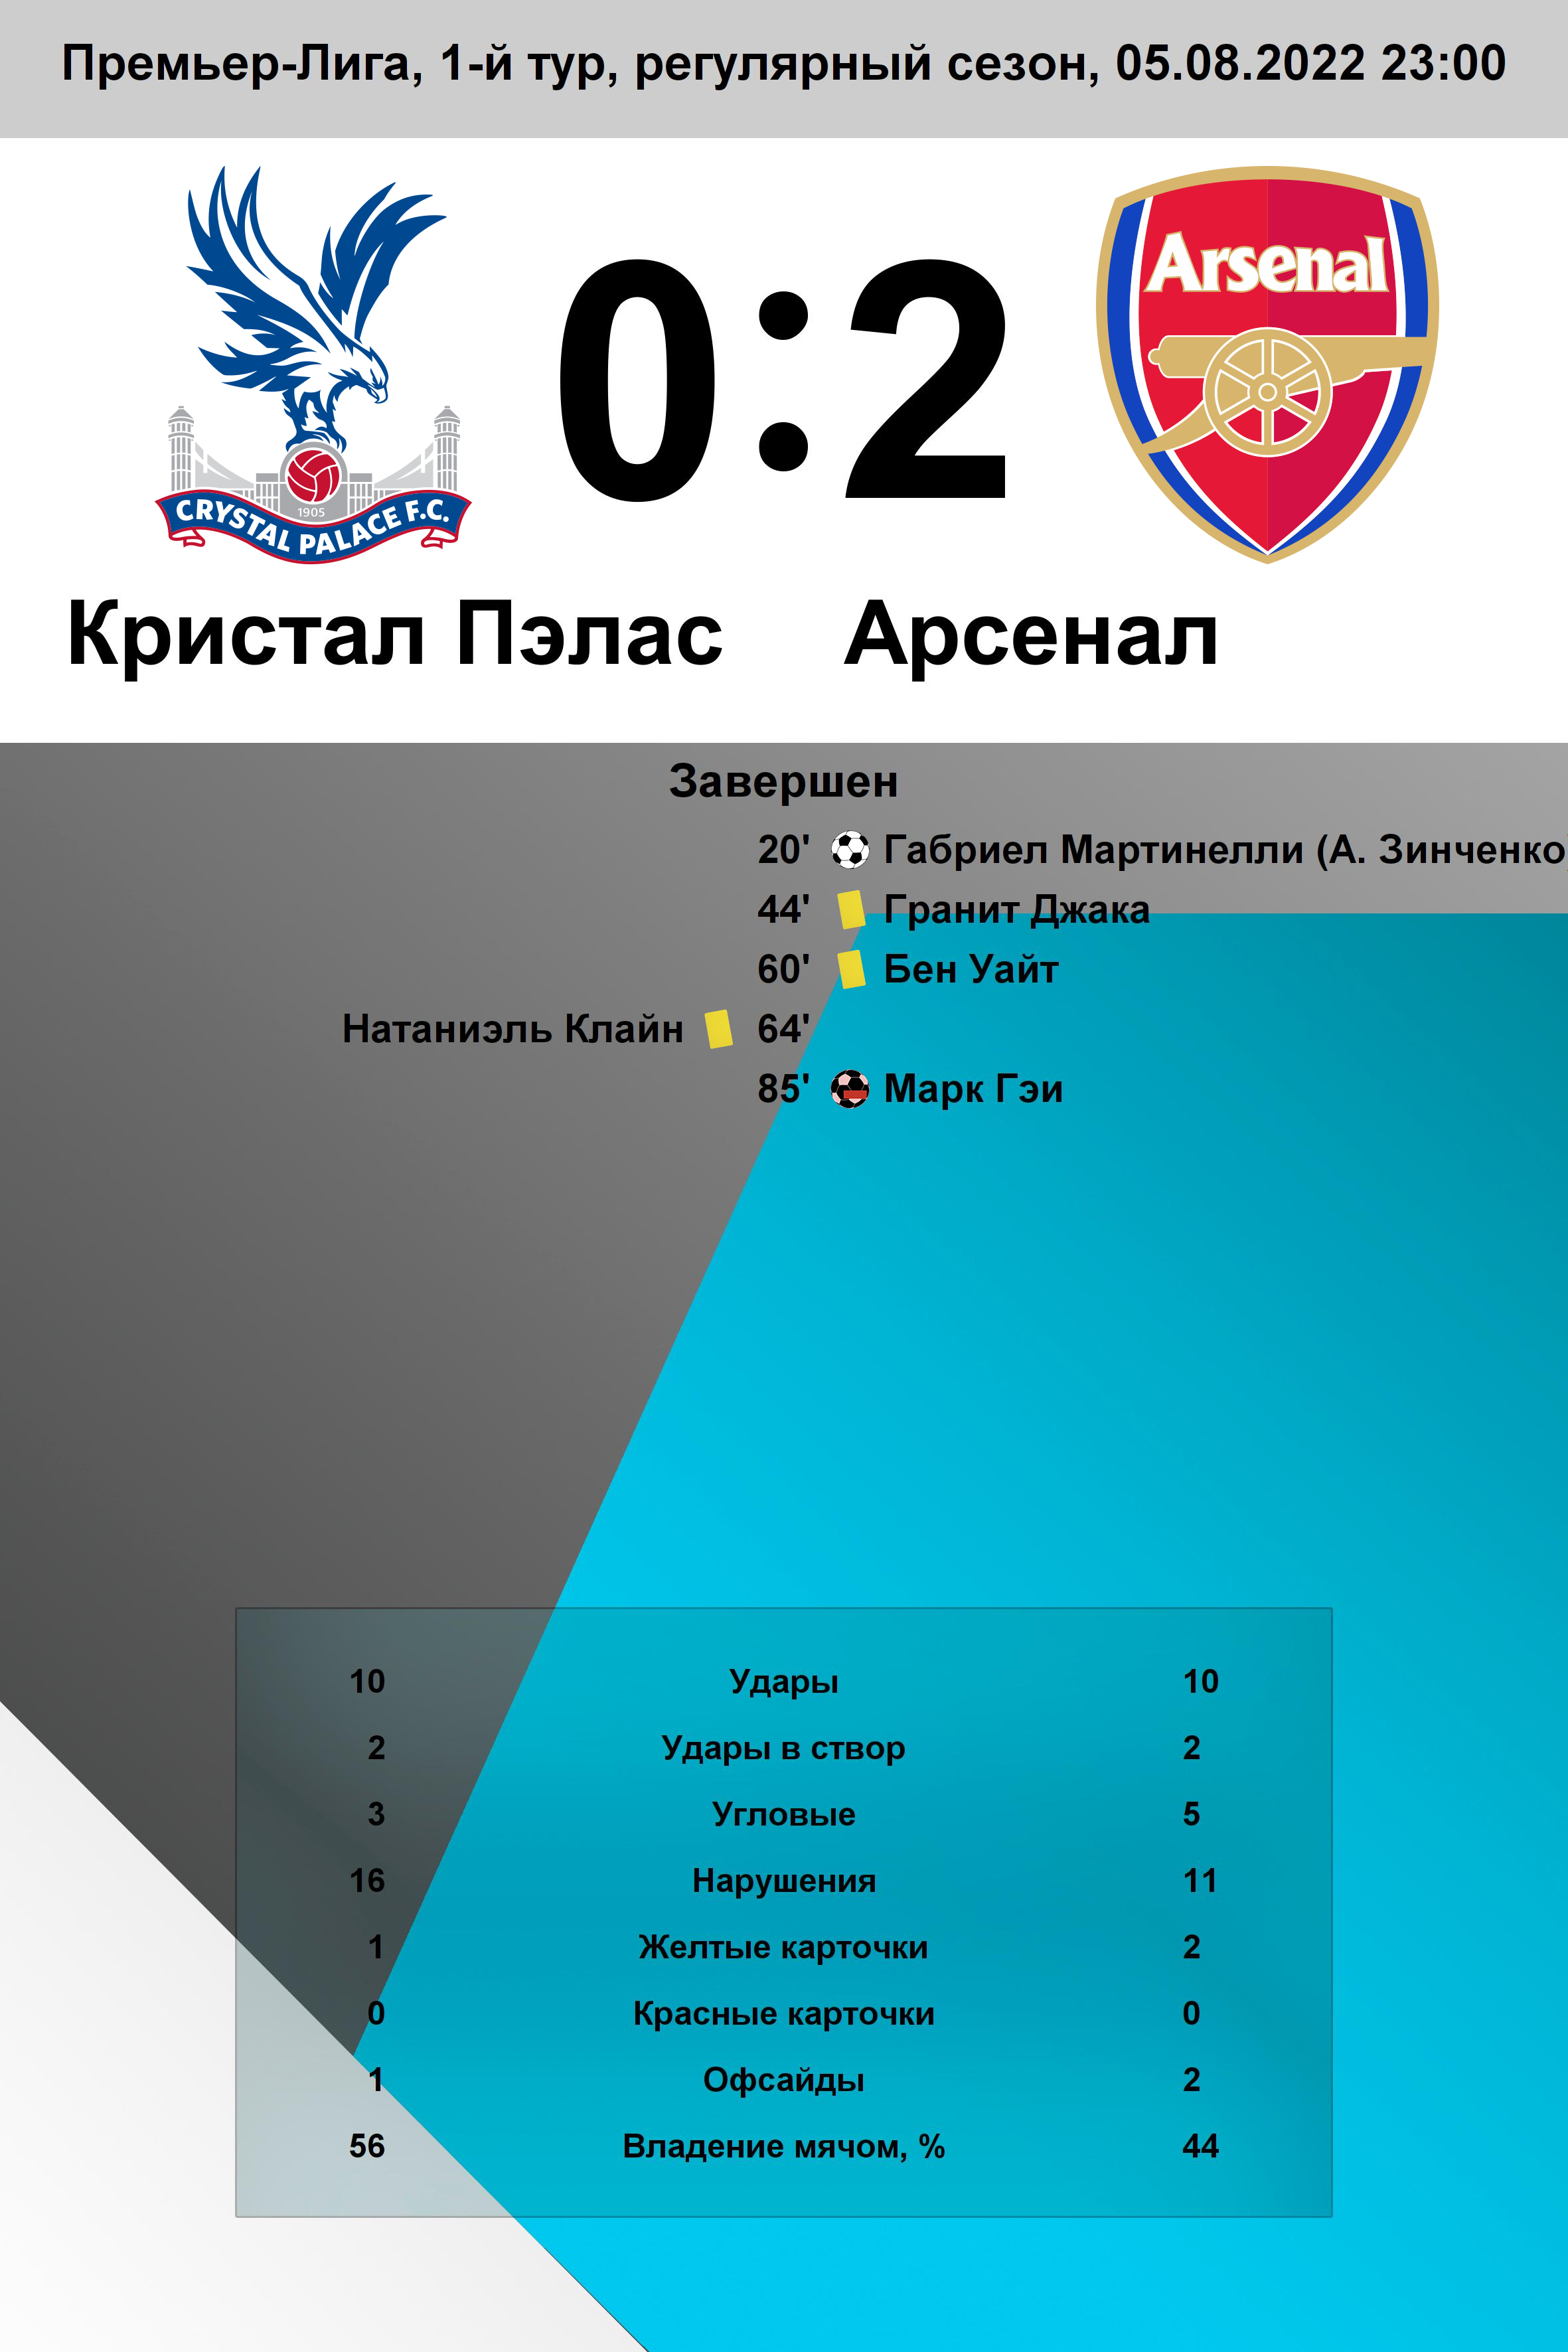 Премьер-Лига, 1-й тур, регулярный сезон, 05.08.2022 23:00
0:2
Arsenal
1905
CRYSTAL PALACE F.C.
Кристал Пэлас Арсенал
Завершен
20' Габриел Мартинелли (А. Зинченко)
44' Гранит Джака
60' Бен Уайт
Натаниэль Клайн 64'
85' Марк Гэи
10 Удары 10
2 Удары в створ 2
3 Угловые 5
16 Нарушения 11
1 Желтые карточки 2
0 Красные карточки 0
1 Офсайды 2
56 Владение мячом, % 44